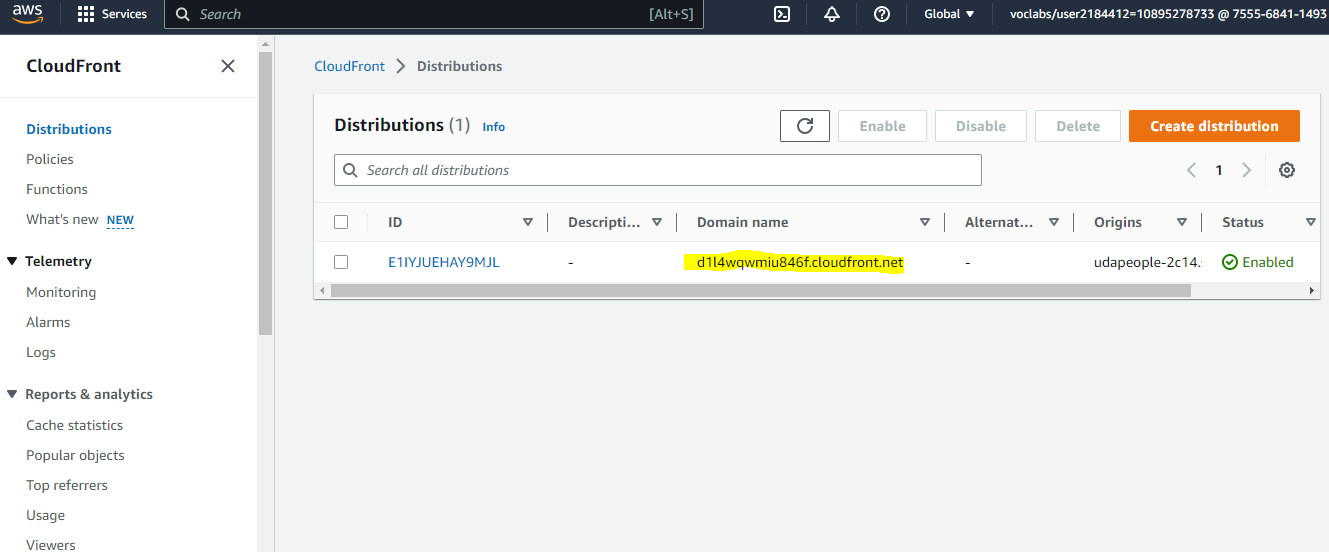 aws Services Search [Alt+S] Global voclabs/user2184412=10895278733 @ 7555-6841-1493
CloudFront
Distributions
Policies
Functions
What's new NEW
Telemetry
Monitoring
Alarms
Logs
Reports & analytics
Cache statistics
Popular objects
Top referrers
Usage
Viewers
CloudFront > Distributions
Distributions (1) Info Enable Disable Delete Create distribution
Search all distributions 1
ID Descripti... Domain name Alternat... Origins Status
E1IYJUEHAY9MJL - d1l4wqwmiu846f.cloudfront.net - udapeople-2c14. Enabled